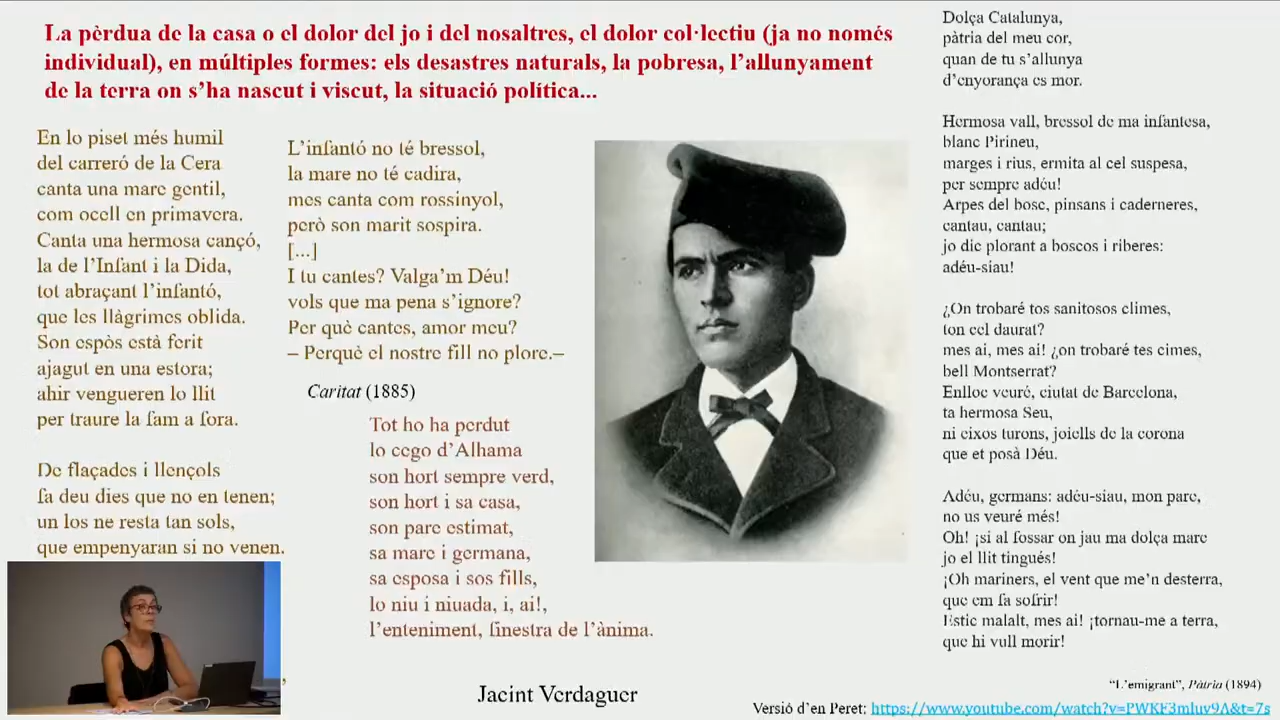 La pèrdua de la casa o el dolor del jo i del nosaltres, el dolor col·lectiu (ja no només
individual), en múltiples formes: els desastres naturals, la pobresa, l'allunyament
de la terra on s'ha nascut i viscut, la situació política...
En lo piset més humil
del carreró de la Cera
canta una mare gentil,
com ocell en primavera.
Canta una hermosa cançó,
la de l'Infant i la Dida,
tot abraçant l'infantó,
que les llàgrimes oblida.
Son espòs està ferit
ajagut en una estora;
ahir vengueren lo llit
per traure la fam a fora.
De flaçades i llençols
fa deu dies que no en tenen;
un los ne resta tan sols,
que empenyaran si no venen.
L'infantó no té bressol,
la mare no té cadira,
mes canta com rossinyol,
però son marit sospira.
[...]
I tu cantes? Valga'm Déu!
vols que ma pena s'ignore?
Per què cantes, amor meu?
– Perquè el nostre fill no plore.–
Caritat (1885)
Tot ho ha perdut
lo cego d'Alhama
son hort sempre verd,
son hort i sa casa,
son pare estimat,
sa mare i germana,
sa esposa i sos fills,
lo niu i niuada, i, ai!,
l'enteniment, finestra de l'ànima.
Jacint Verdaguer
Dolça Catalunya,
pàtria del meu cor,
quan de tu s'allunya
d'enyorança es mor.
Hermosa vall, bressol de ma infantesa,
blanc Pirineu,
marges i rius, ermita al cel suspesa,
per sempre adéu!
Arpes del bosc, pinsans i caderneres,
cantau, cantau;
jo dic plorant a boscos i riberes:
adéu-siau!
¿On trobaré tos sanitosos climes,
ton cel daurat?
mes ai, mes ai! ¿on trobaré tes cimes,
bell Montserrat?
Enlloc veuré, ciutat de Barcelona,
ta hermosa Seu,
ni eixos turons, joiells de la corona
que et posà Déu.
Adéu, germans: adéu-siau, mon pare,
no us veuré més!
Oh! ¡si al fossar on jau ma dolça mare
jo el llit tingués!
¡Oh mariners, el vent que me'n desterra,
que em fa sofrir!
Estic malalt, mes ai! ¡tornau-me a terra,
que hi vull morir!
"L'emigrant", Pàtria (1894)
Versió d'en Peret: https://www.youtube.com/watch?v=PWKF3mluv9A&t=7s